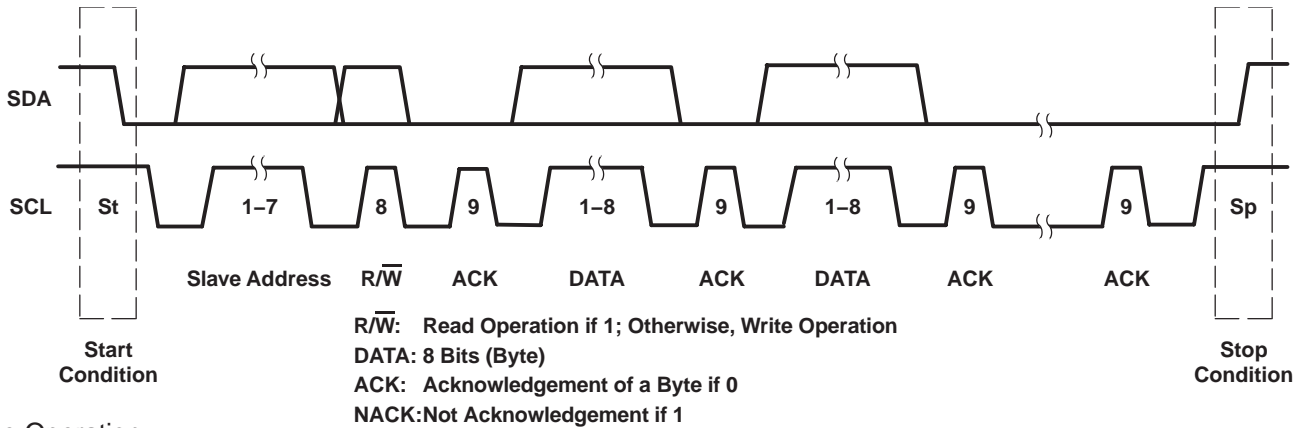 SDA
SCL St 1–7 8 9 1–8 9 1–8 9 9 Sp
Slave Address R/W̅ ACK DATA ACK DATA ACK ACK
R/W̅: Read Operation if 1; Otherwise, Write Operation
DATA: 8 Bits (Byte)
ACK: Acknowledgement of a Byte if 0
NACK:Not Acknowledgement if 1
Start
Condition
Stop
Condition
Operation